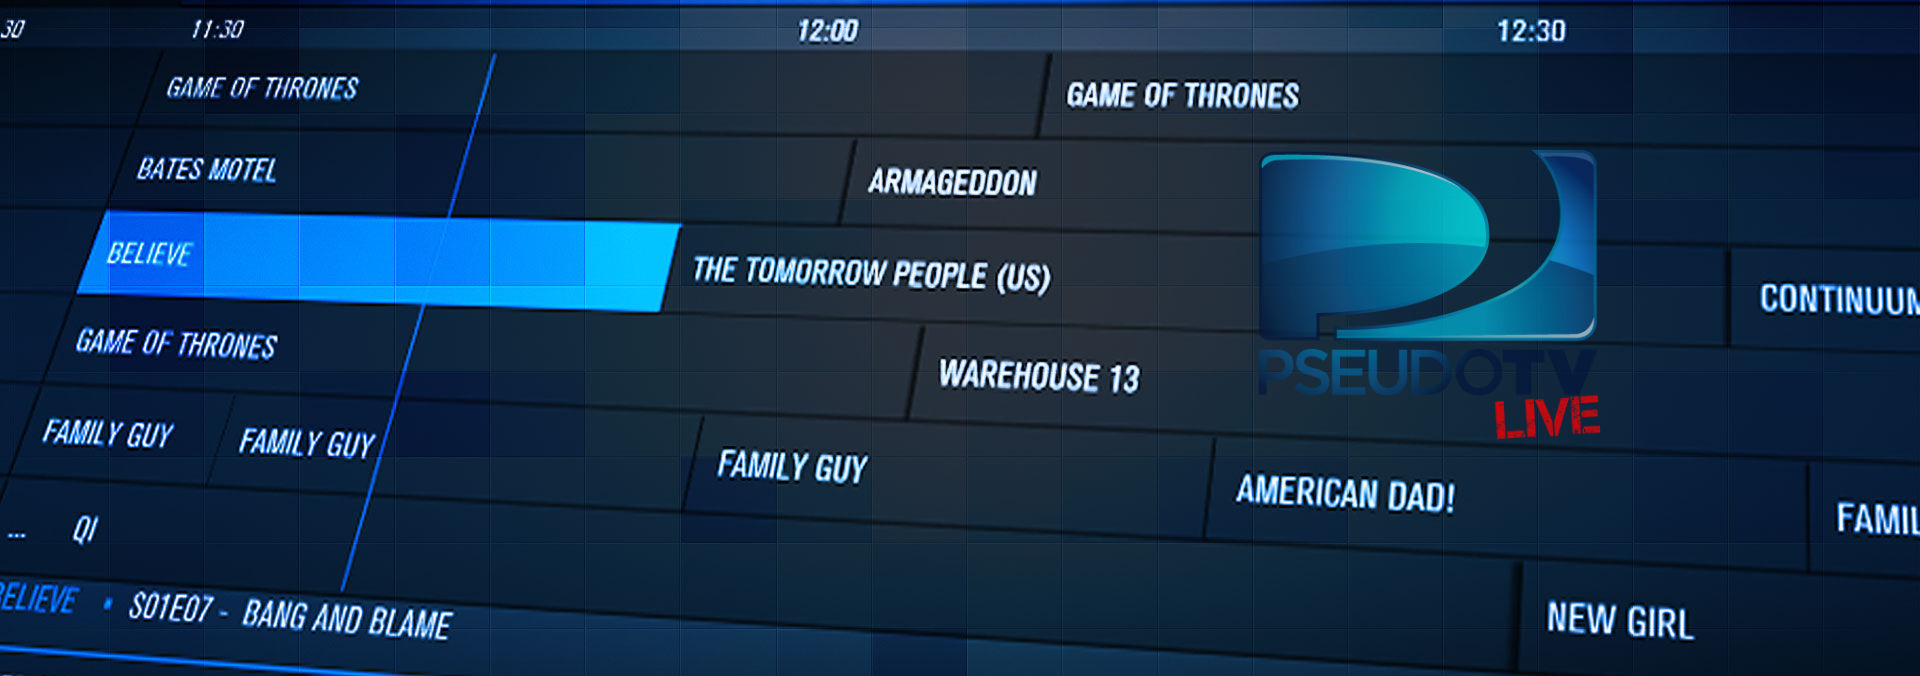 30 11:30 12:00 12:30
GAME OF THRONES GAME OF THRONES
BATES MOTEL ARMAGEDDON
BELIEVE THE TOMORROW PEOPLE (US) CONTINUUM
GAME OF THRONES WAREHOUSE 13
PSEUDOTV
LIVE
FAMILY GUY FAMILY GUY FAMILY GUY AMERICAN DAD! FAMIL
... QI NEW GIRL
BELIEVE • S01E07 - BANG AND BLAME